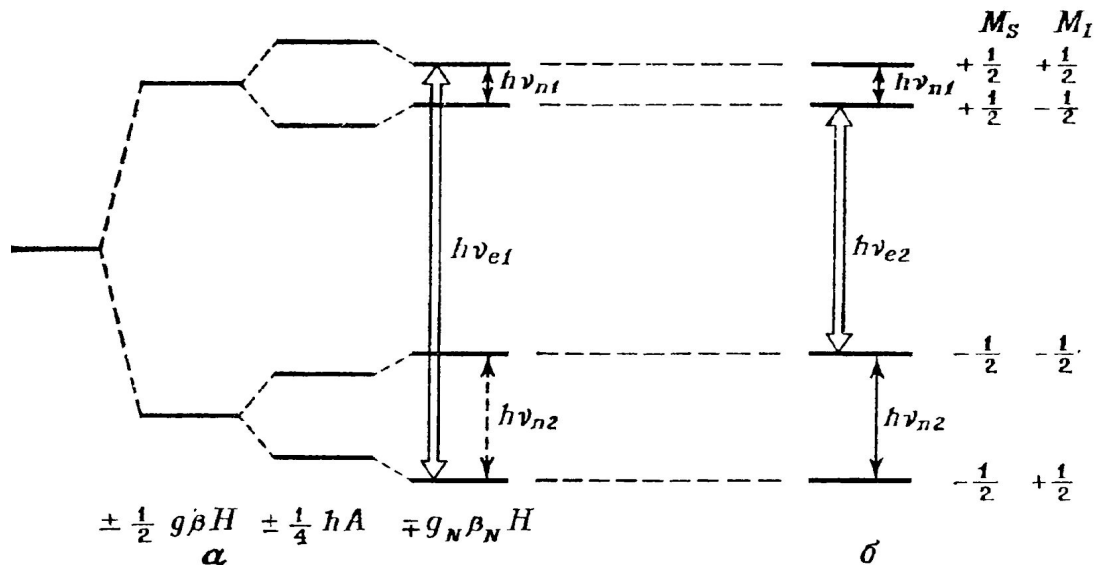 M_S M_I
+ 1/2 + 1/2
hν_n1 hν_n1
+ 1/2 − 1/2
hν_e1 hν_e2
− 1/2 − 1/2
hν_n2 hν_n2
− 1/2 + 1/2
± 1/2 gβH ± 1/4 hA ∓ g_N β_N H
а б